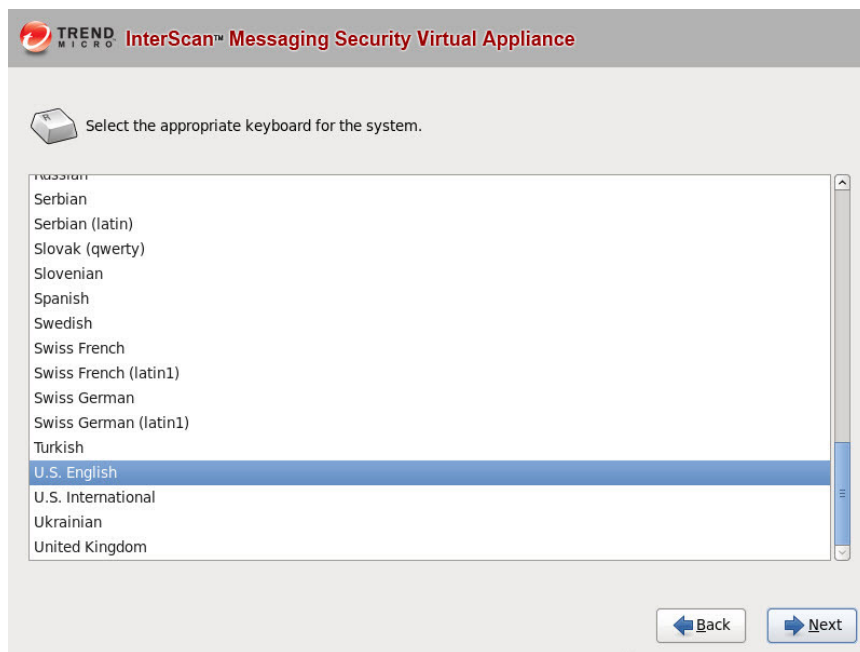 TREND MICRO InterScan™ Messaging Security Virtual Appliance
R
Select the appropriate keyboard for the system.
Russian
Serbian
Serbian (latin)
Slovak (qwerty)
Slovenian
Spanish
Swedish
Swiss French
Swiss French (latin1)
Swiss German
Swiss German (latin1)
Turkish
U.S. English
U.S. International
Ukrainian
United Kingdom
Back
Next